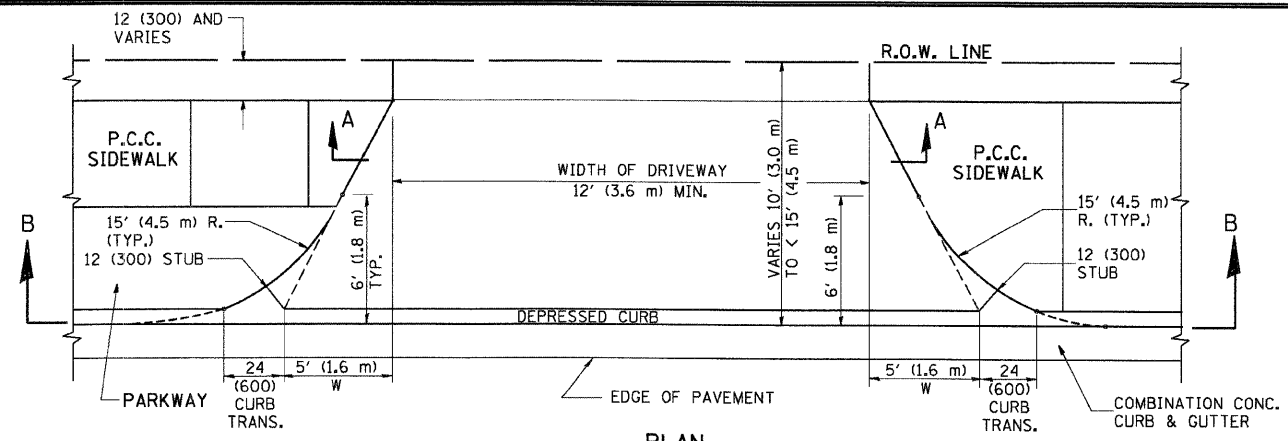 12 (300) AND
VARIES
R.O.W. LINE
A
A
P.C.C.
SIDEWALK
P.C.C.
SIDEWALK
WIDTH OF DRIVEWAY
12' (3.6 m) MIN.
VARIES 10' (3.0 m)
TO < 15' (4.5 m)
B
B
15' (4.5 m) R.
(TYP.)
12 (300) STUB
6' (1.8 m)
TYP.
6' (1.8 m)
15' (4.5 m)
R. (TYP.)
12 (300)
STUB
DEPRESSED CURB
24
(600)
CURB
TRANS.
5' (1.6 m)
W
5' (1.6 m)
W
24
(600)
CURB
TRANS.
PARKWAY
EDGE OF PAVEMENT
COMBINATION CONC.
CURB & GUTTER
PLAN